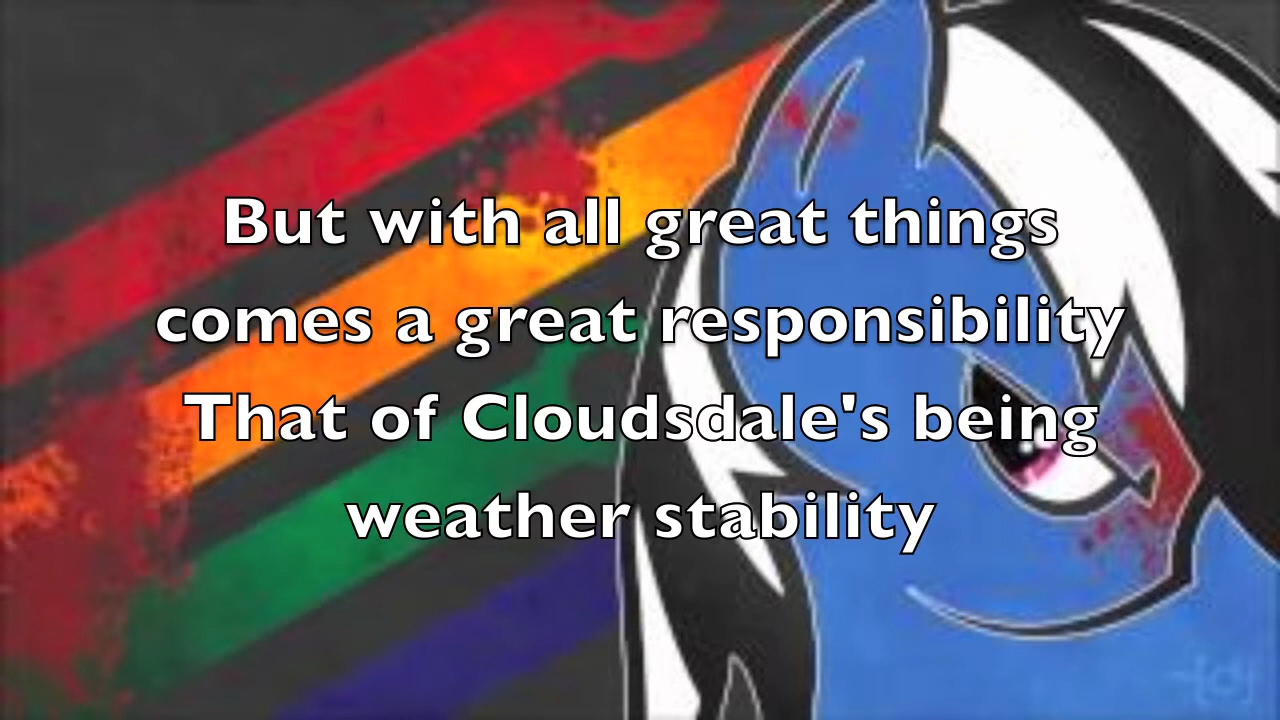 But with all great things
comes a great responsibility
That of Cloudsdale's being
weather stability